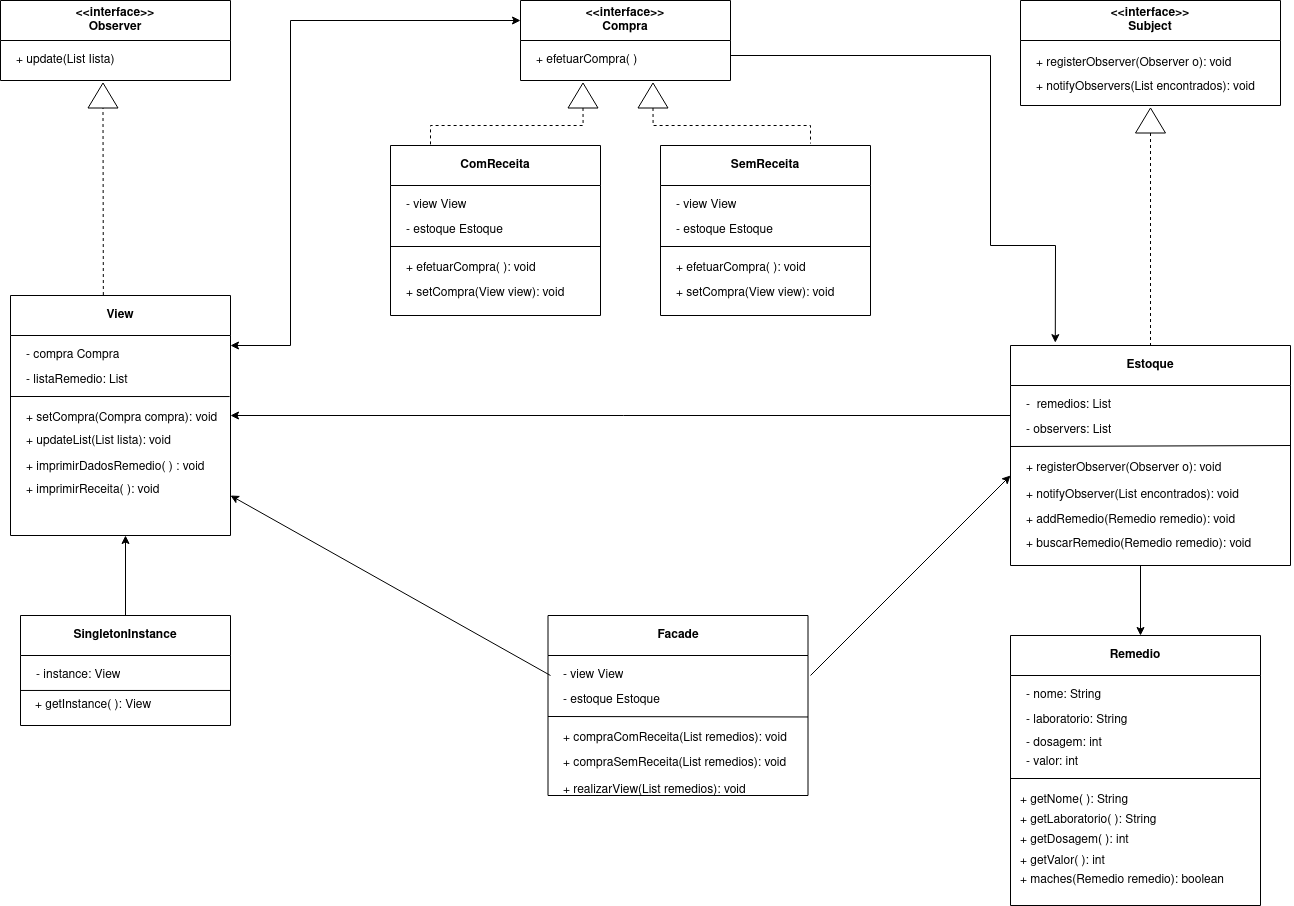 <<interface>>
Observer
+ update(List lista)
<<interface>>
Compra
+ efetuarCompra( )
<<interface>>
Subject
+ registerObserver(Observer o): void
+ notifyObservers(List encontrados): void
ComReceita
- view View
- estoque Estoque
+ efetuarCompra( ): void
+ setCompra(View view): void
SemReceita
- view View
- estoque Estoque
+ efetuarCompra( ): void
+ setCompra(View view): void
View
- compra Compra
- listaRemedio: List
+ setCompra(Compra compra): void
+ updateList(List lista): void
+ imprimirDadosRemedio( ) : void
+ imprimirReceita( ): void
Estoque
- remedios: List
- observers: List
+ registerObserver(Observer o): void
+ notifyObserver(List encontrados): void
+ addRemedio(Remedio remedio): void
+ buscarRemedio(Remedio remedio): void
SingletonInstance
- instance: View
+ getInstance( ): View
Facade
- view View
- estoque Estoque
+ compraComReceita(List remedios): void
+ compraSemReceita(List remedios): void
+ realizarView(List remedios): void
Remedio
- nome: String
- laboratorio: String
- dosagem: int
- valor: int
+ getNome( ): String
+ getLaboratorio( ): String
+ getDosagem( ): int
+ getValor( ): int
+ maches(Remedio remedio): boolean